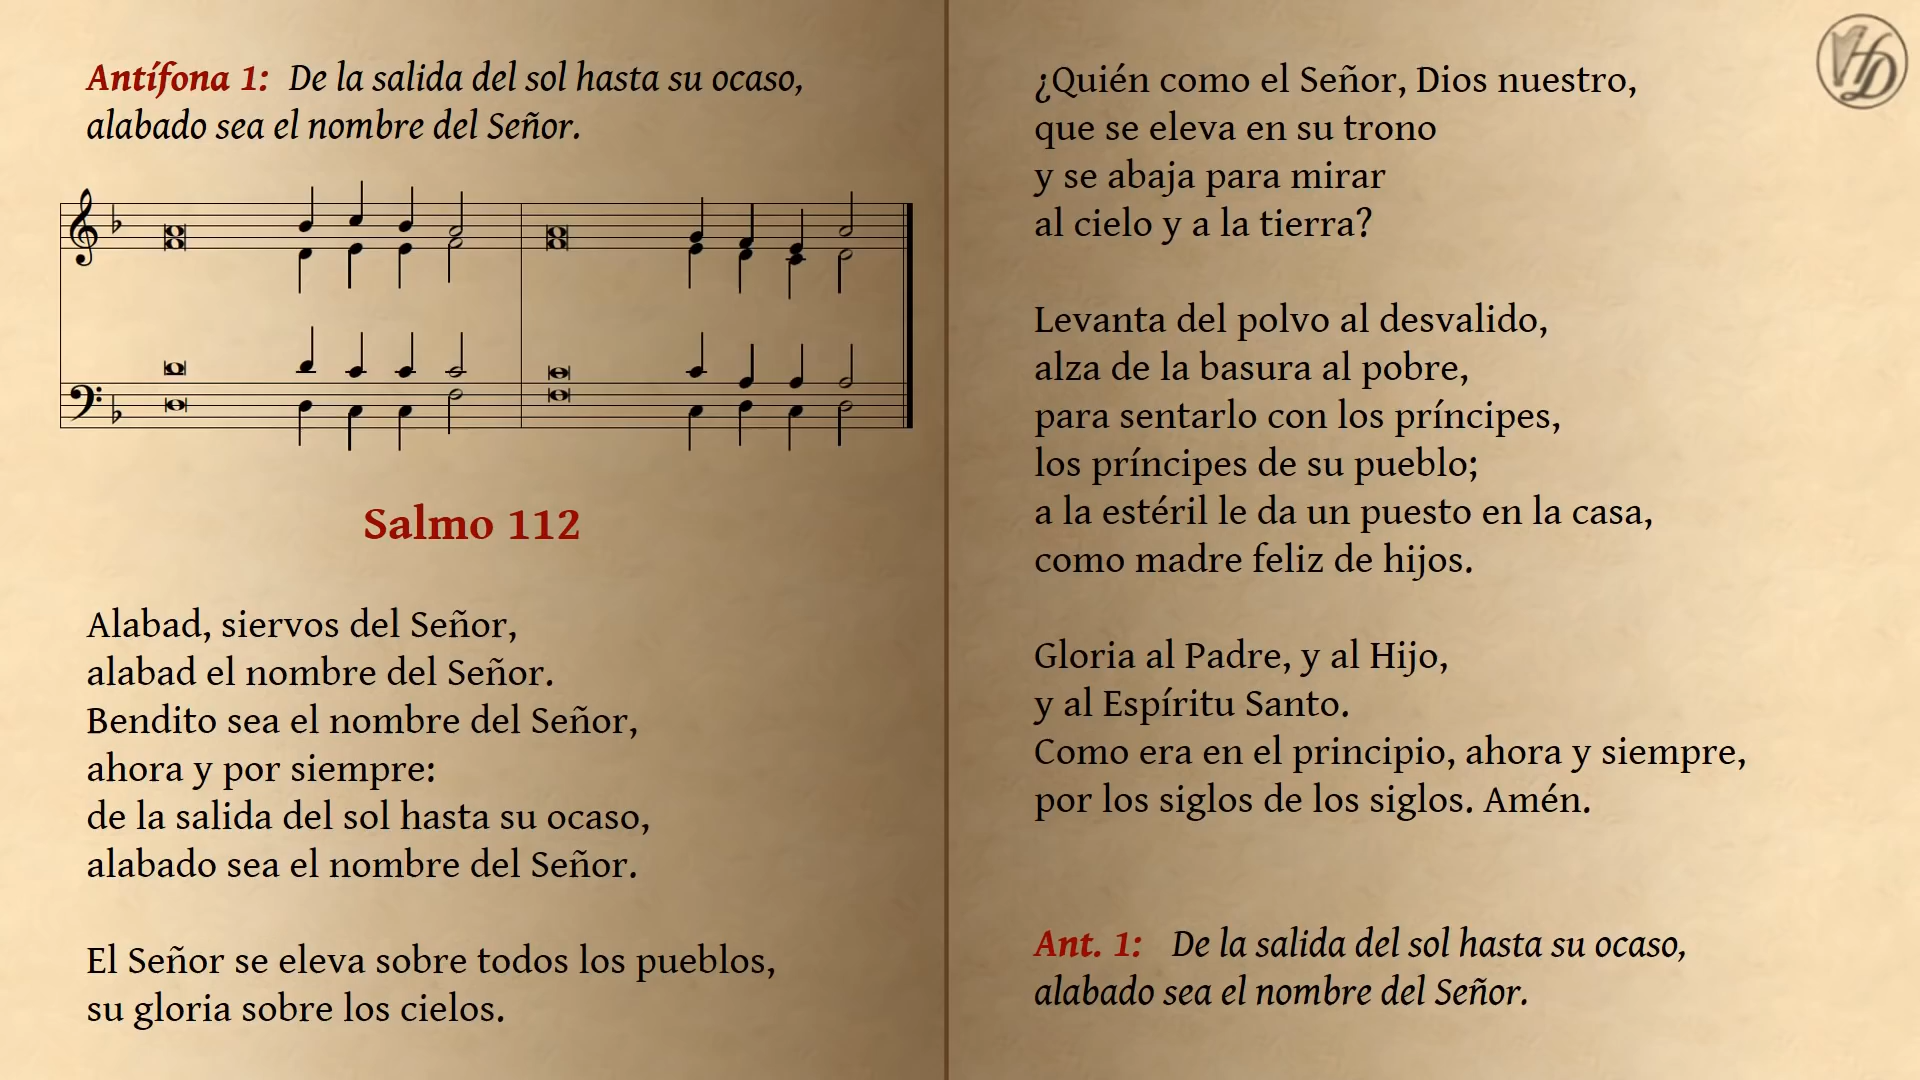 Antífona 1: De la salida del sol hasta su ocaso,
alabado sea el nombre del Señor.
Salmo 112
Alabad, siervos del Señor,
alabad el nombre del Señor.
Bendito sea el nombre del Señor,
ahora y por siempre:
de la salida del sol hasta su ocaso,
alabado sea el nombre del Señor.
El Señor se eleva sobre todos los pueblos,
su gloria sobre los cielos.
¿Quién como el Señor, Dios nuestro,
que se eleva en su trono
y se abaja para mirar
al cielo y a la tierra?
Levanta del polvo al desvalido,
alza de la basura al pobre,
para sentarlo con los príncipes,
los príncipes de su pueblo;
a la estéril le da un puesto en la casa,
como madre feliz de hijos.
Gloria al Padre, y al Hijo,
y al Espíritu Santo.
Como era en el principio, ahora y siempre,
por los siglos de los siglos. Amén.
Ant. 1: De la salida del sol hasta su ocaso,
alabado sea el nombre del Señor.
HD